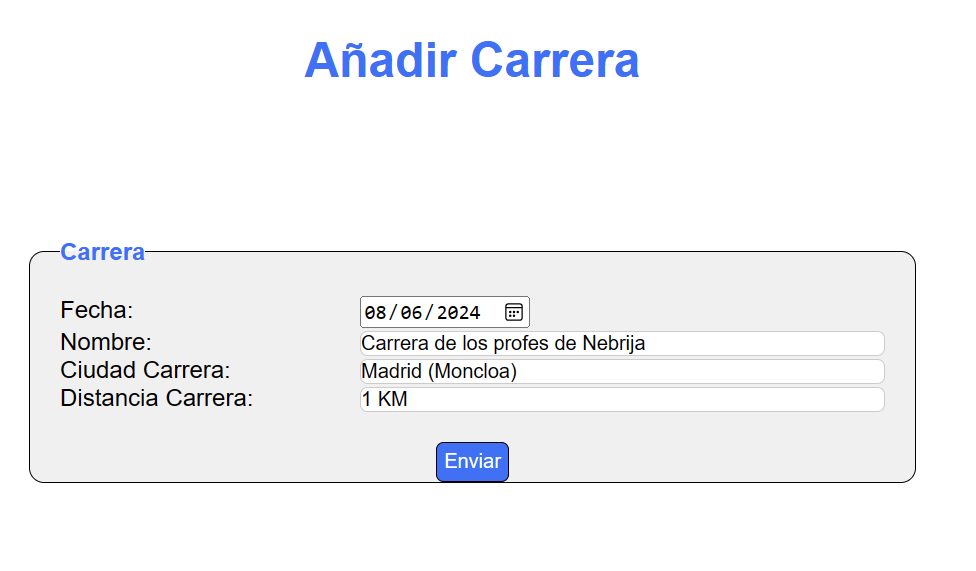 Añadir Carrera
Carrera
Fecha: 08/06/2024
Nombre: Carrera de los profes de Nebrija
Ciudad Carrera: Madrid (Moncloa)
Distancia Carrera: 1 KM
Enviar